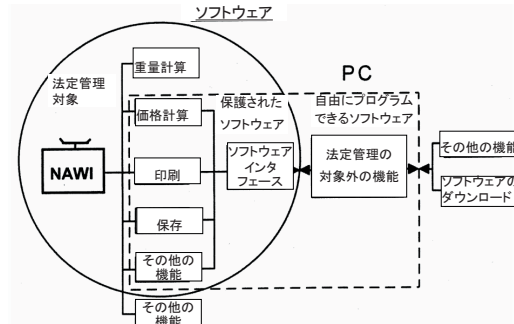 ソフトウェア
重量計算
法定管理
対象
PC
保護された
ソフトウェア
自由にプログラム
できるソフトウェア
価格計算
NAWI
印刷
ソフトウェア
インタ
フェース
法定管理の
対象外の機能
その他の機能
ソフトウェアの
ダウンロード
保存
その他の
機能
その他の
機能